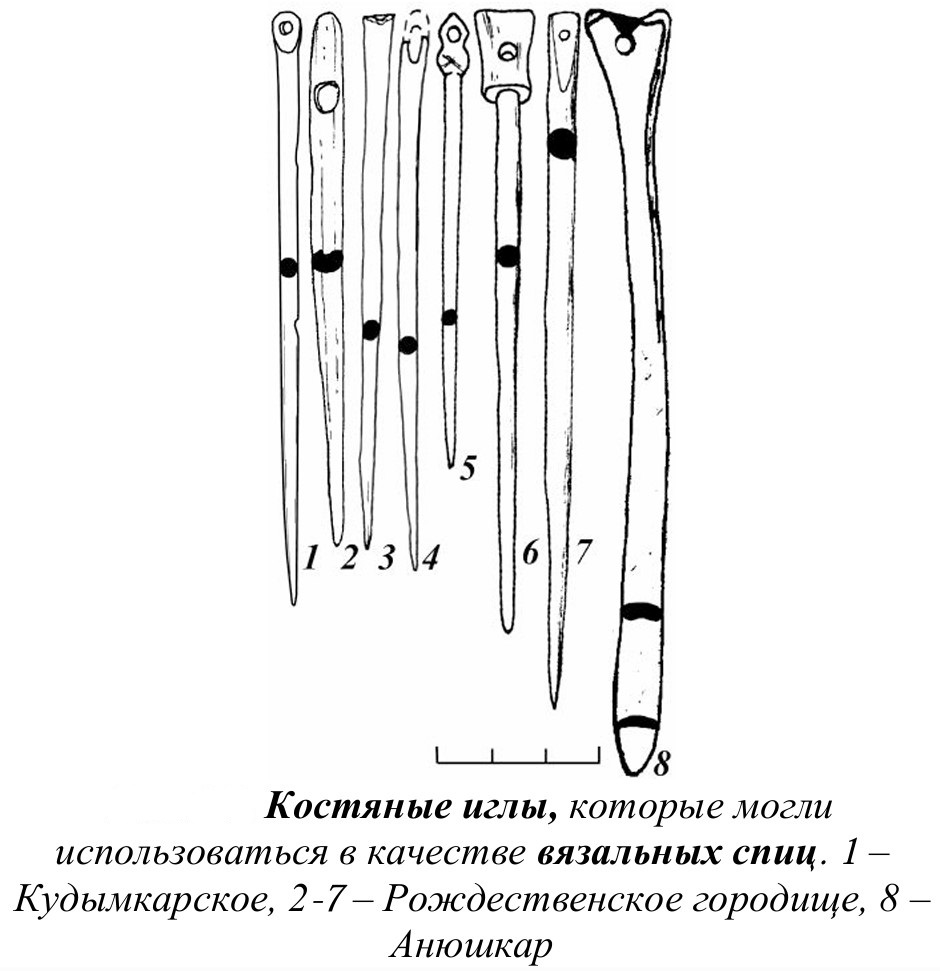 1 2 3 4 5 6 7 8
Костяные иглы, которые могли
использоваться в качестве вязальных спиц. 1 –
Кудымкарское, 2-7 – Рождественское городище, 8 –
Анюшкар